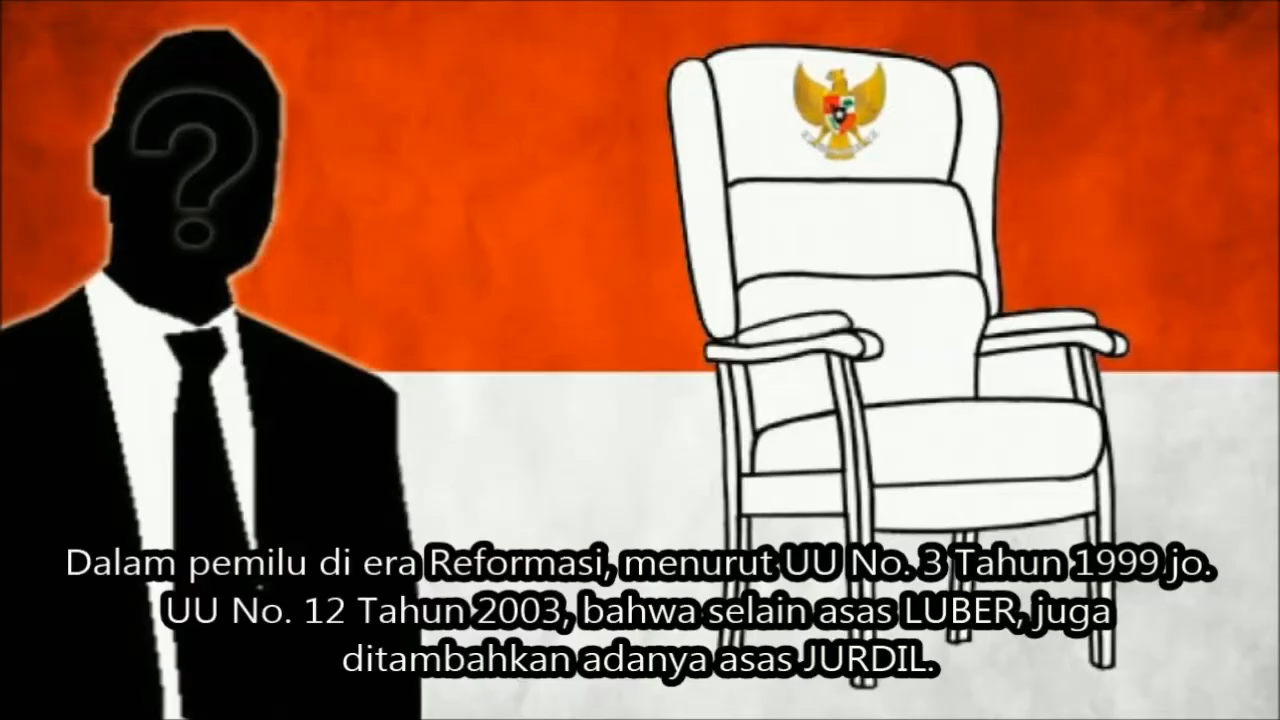 Dalam pemilu di era Reformasi, menurut UU No. 3 Tahun 1999 jo.
UU No. 12 Tahun 2003, bahwa selain asas LUBER, juga
ditambahkan adanya asas JURDIL.